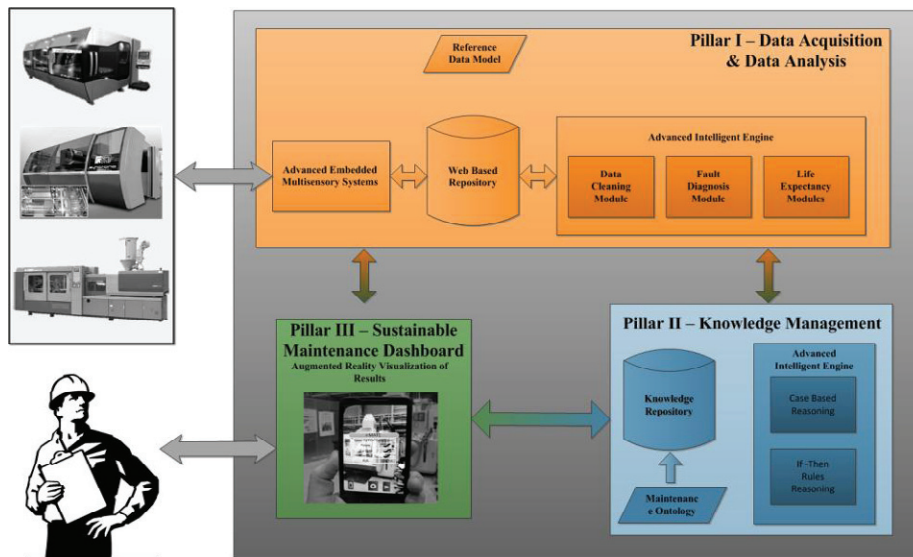 Reference
Data Model
Pillar I – Data Acquisition
& Data Analysis
Advanced Embedded
Multisensory Systems
Web Based
Repository
Advanced Intelligent Engine
Data
Cleaning
Module
Fault
Diagnosis
Module
Life
Expectancy
Modules
Pillar III – Sustainable
Maintenance Dashboard
Augmented Reality Visualization of
Results
Pillar II – Knowledge Management
Knowledge
Repository
Maintenanc
e Ontology
Advanced
Intelligent Engine
Case Based
Reasoning
If -Then
Rules
Reasoning